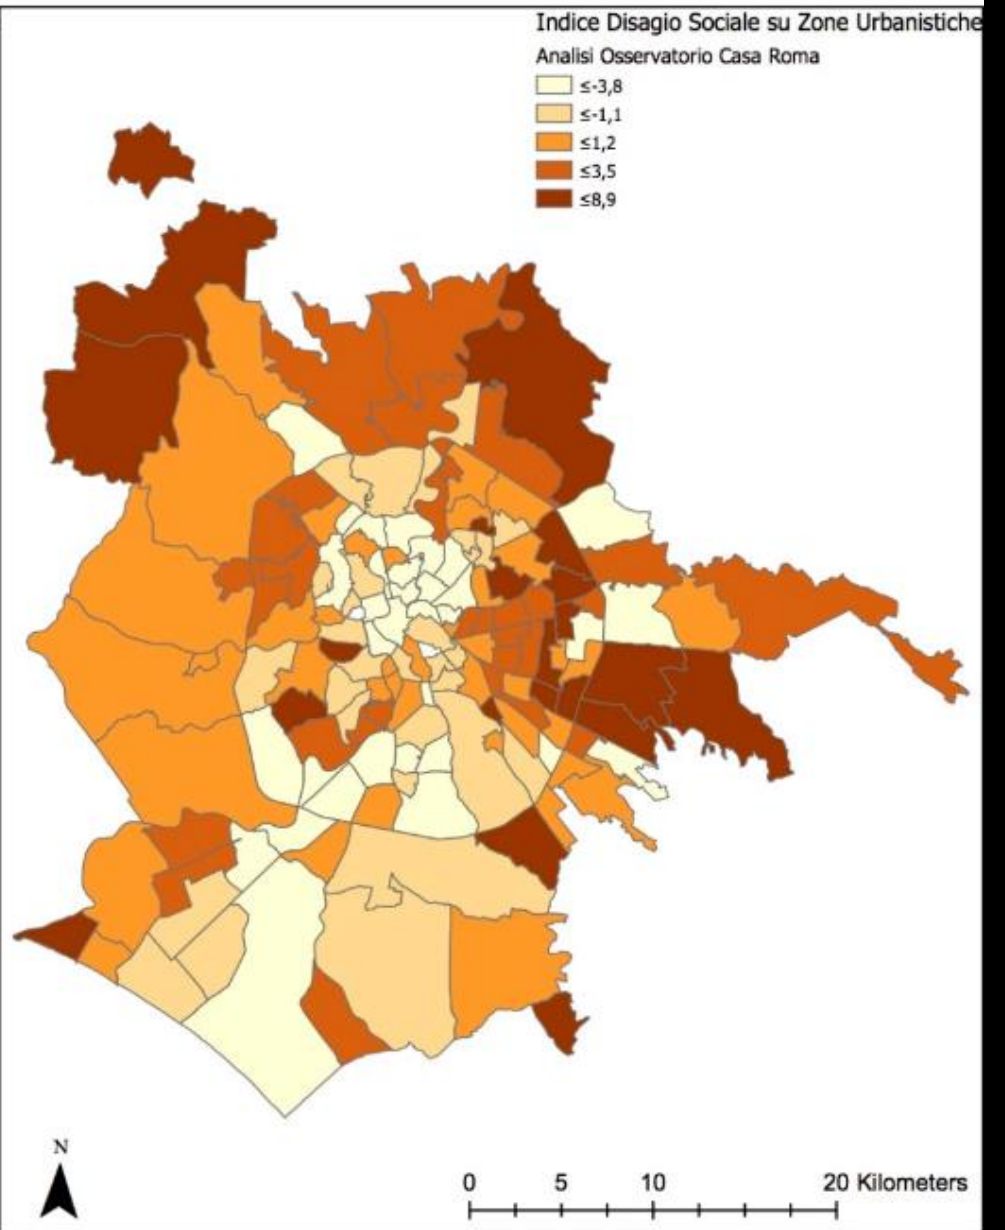 Indice Disagio Sociale su Zone Urbanistiche
Analisi Osservatorio Casa Roma
≤-3,8
≤-1,1
≤1,2
≤3,5
≤8,9
N
0 5 10 20 Kilometers